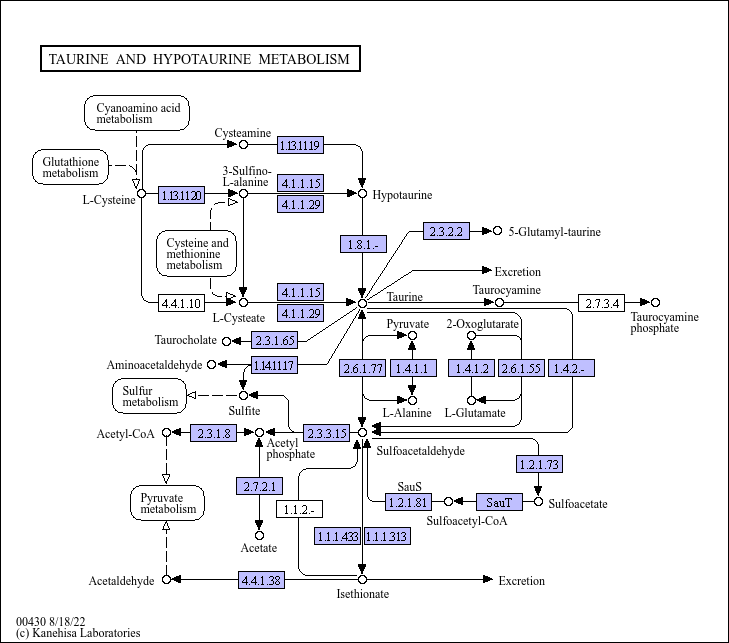 TAURINE AND HYPOTAURINE METABOLISM
Cyanoamino acid
metabolism
Cysteamine
1.13.11.19
Glutathione
metabolism
3-Sulfino-
L-alanine
4.1.1.15
4.1.1.29
L-Cysteine
1.13.11.20
Hypotaurine
Cysteine and
methionine
metabolism
1.8.1.-
2.3.2.2
5-Glutamyl-taurine
Excretion
4.1.1.15
4.1.1.29
4.4.1.10
L-Cysteate
Taurine
Taurocyamine
2.7.3.4
Taurocyamine
phosphate
Taurocholate
2.3.1.65
Pyruvate
2-Oxoglutarate
Aminoacetaldehyde
1.14.11.17
2.6.1.77
1.4.1.1
1.4.1.2
2.6.1.55
1.4.2.-
Sulfur
metabolism
Sulfite
L-Alanine
L-Glutamate
Acetyl-CoA
2.3.1.8
Acetyl
phosphate
2.3.3.15
Sulfoacetaldehyde
1.2.1.73
Pyruvate
metabolism
2.7.2.1
1.1.2.-
SauS
1.2.1.81
SauT
Sulfoacetate
Sulfoacetyl-CoA
Acetate
1.1.1.433
1.1.1.313
Acetaldehyde
4.4.1.38
Isethionate
Excretion
00430 8/18/22
(c) Kanehisa Laboratories